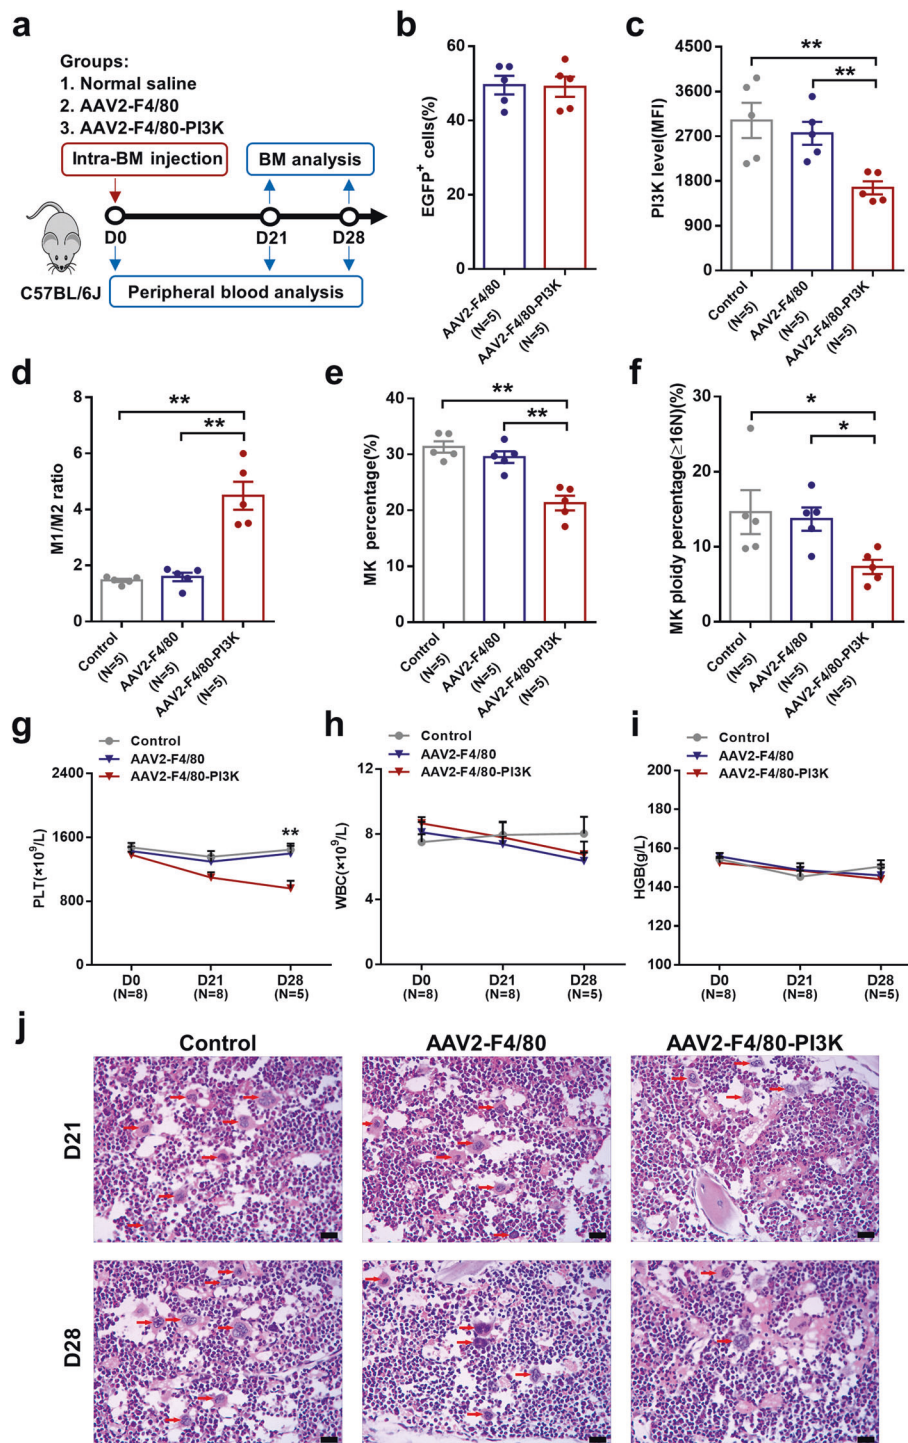 a
Groups:
1. Normal saline
2. AAV2-F4/80
3. AAV2-F4/80-PI3K
Intra-BM injection
BM analysis
D0
D21
D28
C57BL/6J
Peripheral blood analysis
b
EGFP+ cells(%)
60
40
20
0
AAV2-F4/80
(N=5)
AAV2-F4/80-PI3K
(N=5)
c
PI3K level(MFI)
4500
3600
2700
1800
900
0
**
**
Control
(N=5)
AAV2-F4/80
(N=5)
AAV2-F4/80-PI3K
(N=5)
d
M1/M2 ratio
8
6
4
2
0
**
**
Control
(N=5)
AAV2-F4/80
(N=5)
AAV2-F4/80-PI3K
(N=5)
e
MK percentage(%)
40
30
20
10
0
**
**
Control
(N=5)
AAV2-F4/80
(N=5)
AAV2-F4/80-PI3K
(N=5)
f
MK ploidy percentage(≥16N)(%)
30
20
10
0
*
*
Control
(N=5)
AAV2-F4/80
(N=5)
AAV2-F4/80-PI3K
(N=5)
g
Control
AAV2-F4/80
AAV2-F4/80-PI3K
PLT(×10⁹/L)
2400
1600
800
0
**
D0
(N=8)
D21
(N=8)
D28
(N=5)
h
Control
AAV2-F4/80
AAV2-F4/80-PI3K
WBC(×10⁹/L)
12
8
4
0
D0
(N=8)
D21
(N=8)
D28
(N=5)
i
Control
AAV2-F4/80
AAV2-F4/80-PI3K
HGB(g/L)
200
180
160
140
120
100
D0
(N=8)
D21
(N=8)
D28
(N=5)
j
Control
AAV2-F4/80
AAV2-F4/80-PI3K
D21
D28